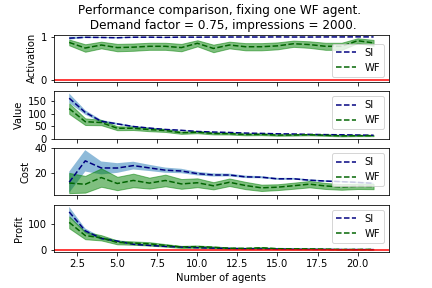 Performance comparison, fixing one WF agent.
Demand factor = 0.75, impressions = 2000.
Activation
1
0
SI
WF
Value
150
100
50
0
SI
WF
Cost
40
20
SI
WF
Profit
100
0
SI
WF
2.5 5.0 7.5 10.0 12.5 15.0 17.5 20.0
Number of agents